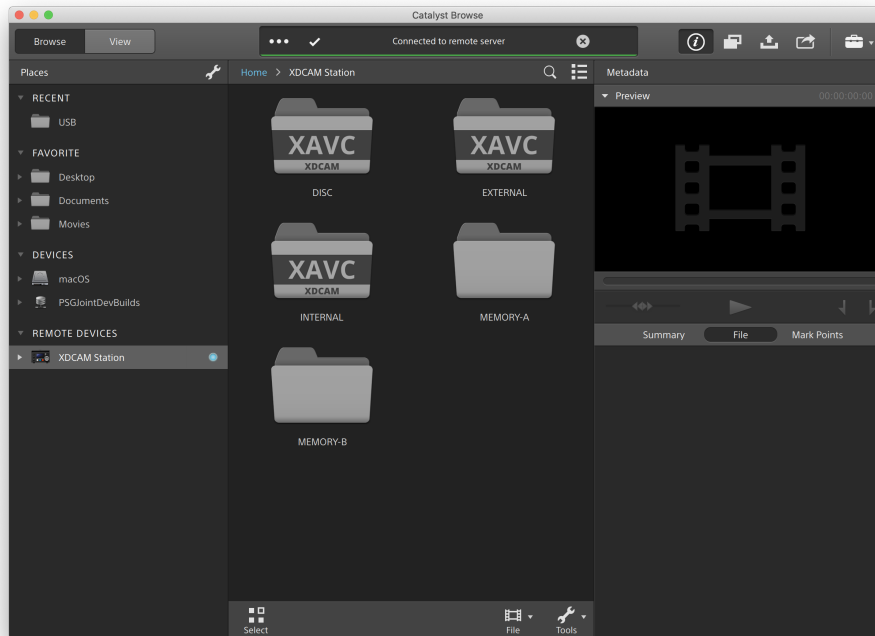 Catalyst Browse
Browse
View
Connected to remote server
Places
Home > XDCAM Station
Metadata
RECENT
USB
FAVORITE
Desktop
Documents
Movies
DEVICES
macOS
PSGJointDevBuilds
REMOTE DEVICES
XDCAM Station
XAVC
XDCAM
DISC
XAVC
XDCAM
EXTERNAL
XAVC
XDCAM
INTERNAL
MEMORY-A
MEMORY-B
Preview
00:00:00:00
Summary
File
Mark Points
Select
File
Tools